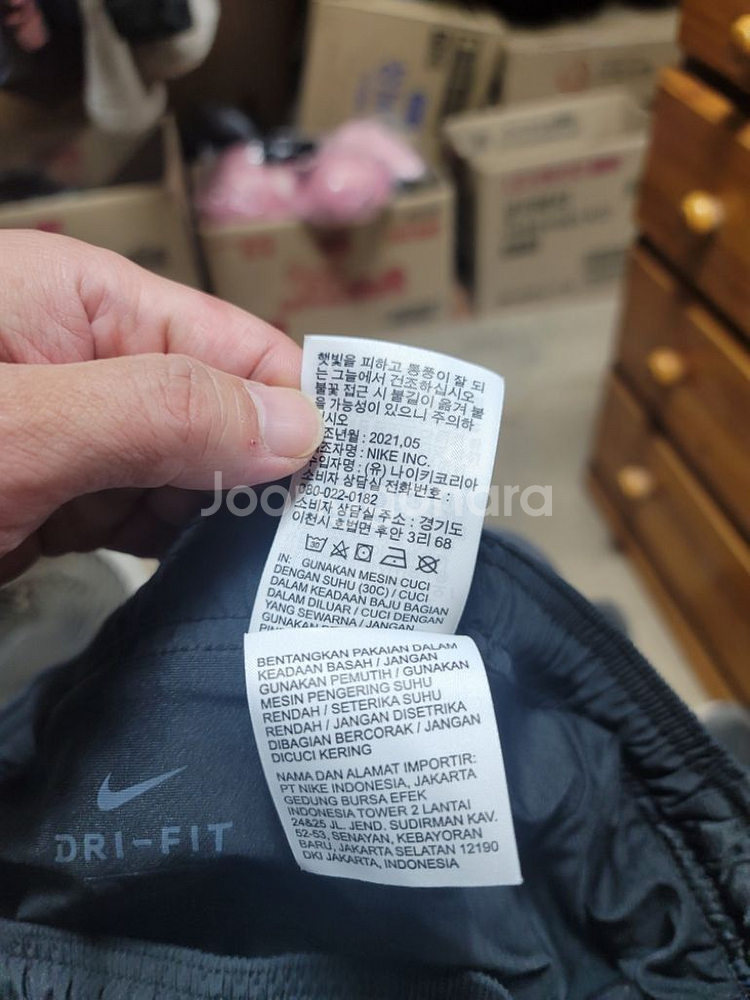 햇빛을 피하고 통풍이 잘 되
는 그늘에서 건조하십시오
불꽃 접근 시 불길이 옮겨 불
을 가능성이 있으니 주의하
시오
조년월 : 2021.05
조자명 : NIKE INC.
수입자명 : (유) 나이키코리아
소비자 상담실 전화번호 :
080-022-0182
소비자 상담실 주소 : 경기도
이천시 호법면 후안 3리 68
30
IN: GUNAKAN MESIN CUCI
DENGAN SUHU (30C) / CUCI
DALAM KEADAAN BAJU BAGIAN
DALAM DILUAR / CUCI DENGAN
YANG SEWARNA / JANGAN
GUNAKAN
BENTANGKAN PAKAIAN DALAM
KEADAAN BASAH / JANGAN
GUNAKAN PEMUTIH / GUNAKAN
MESIN PENGERING SUHU
RENDAH / SETERIKA SUHU
RENDAH / JANGAN DISETRIKA
DIBAGIAN BERCORAK / JANGAN
DICUCI KERING
NAMA DAN ALAMAT IMPORTIR:
PT NIKE INDONESIA, JAKARTA
GEDUNG BURSA EFEK
INDONESIA TOWER 2 LANTAI
24&25 JL. JEND. SUDIRMAN KAV.
52-53, SENAYAN, KEBAYORAN
BARU, JAKARTA SELATAN 12190
DKI JAKARTA, INDONESIA
DRI-FIT